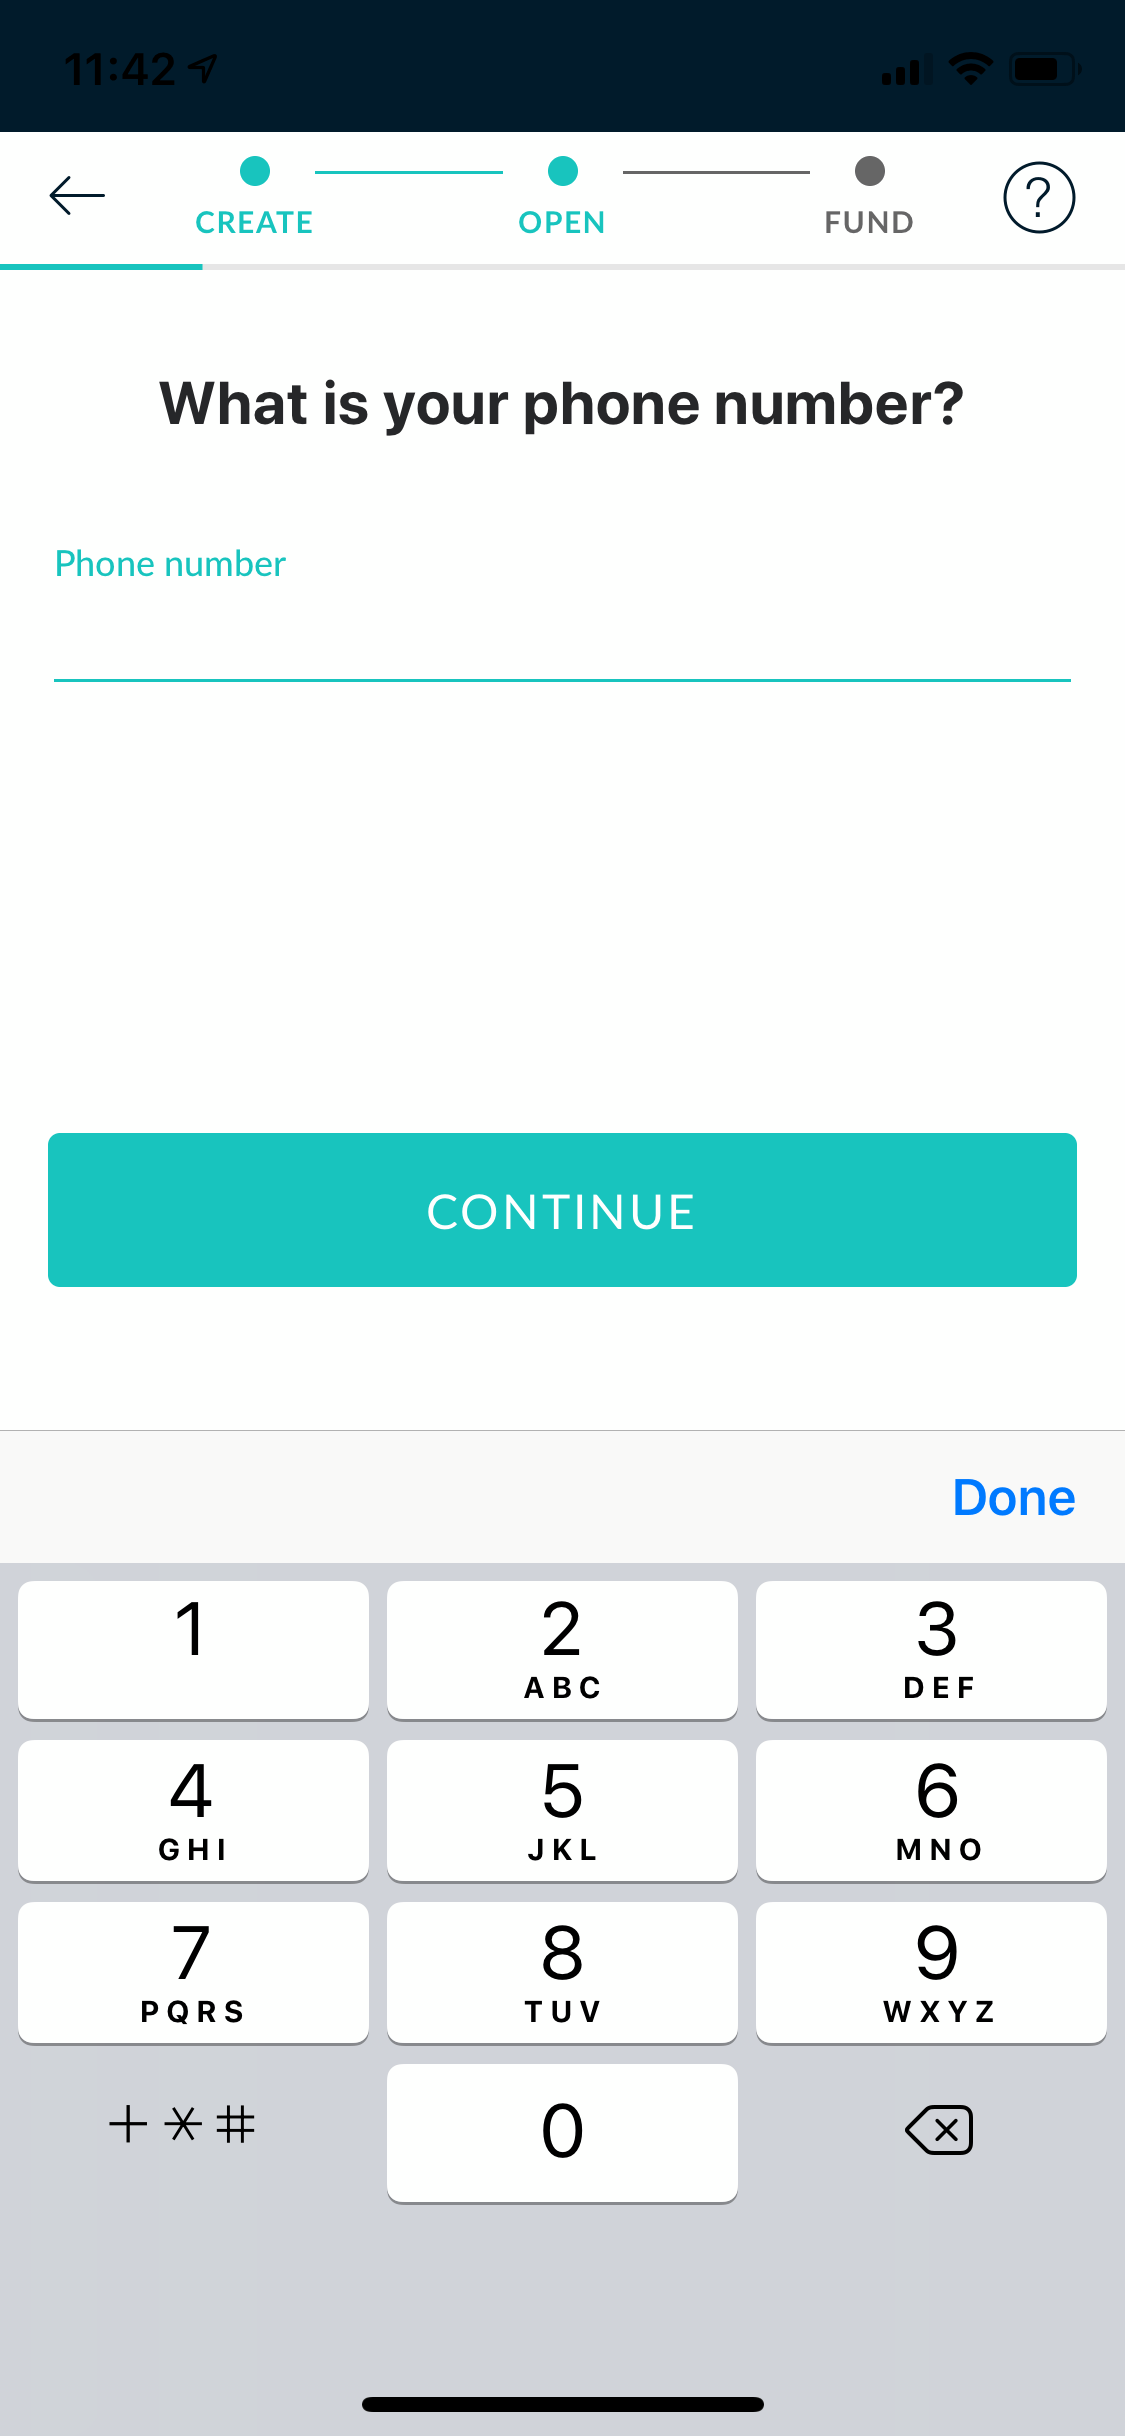 11:42
CREATE OPEN FUND
?
What is your phone number?
Phone number
CONTINUE
Done
1 2 3
ABC DEF
4 5 6
GHI JKL MNO
7 8 9
PQRS TUV WXYZ
+*# 0